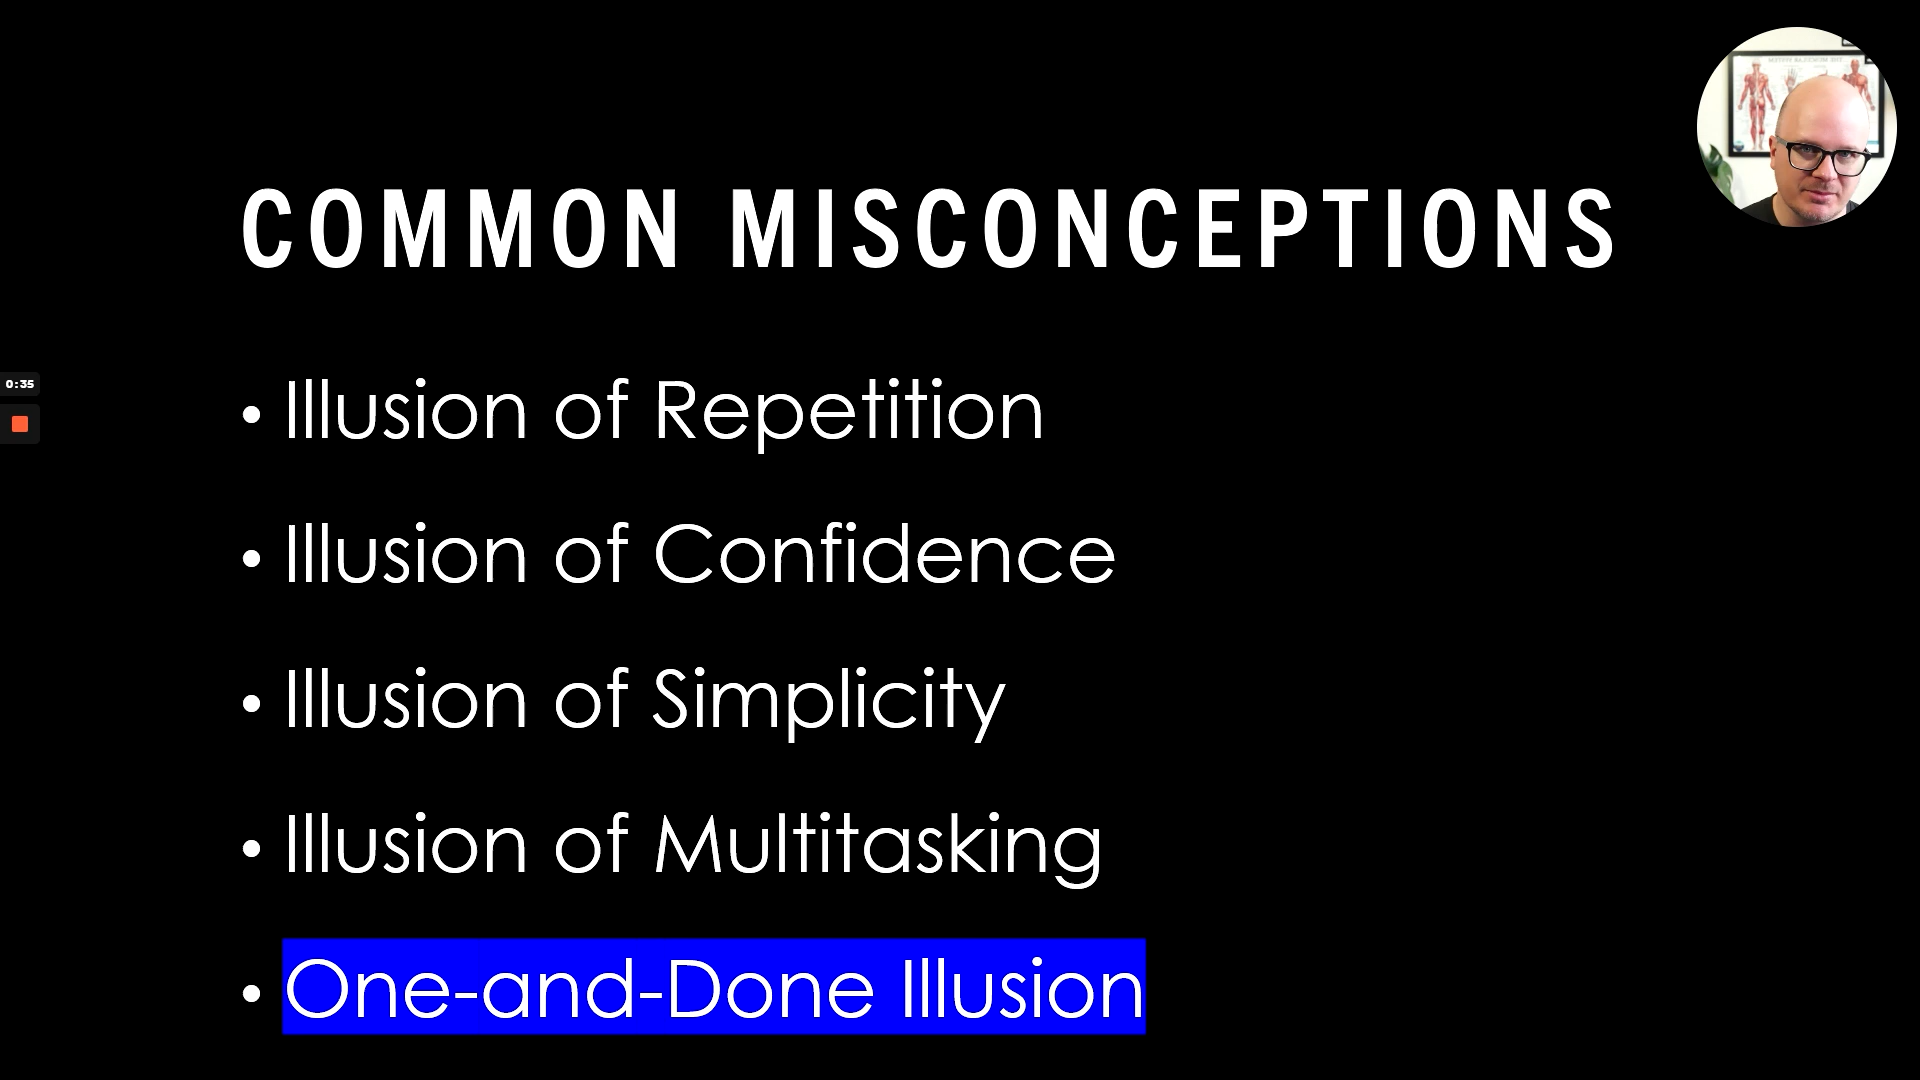 COMMON MISCONCEPTIONS
0:35
• Illusion of Repetition
• Illusion of Confidence
• Illusion of Simplicity
• Illusion of Multitasking
• One-and-Done Illusion